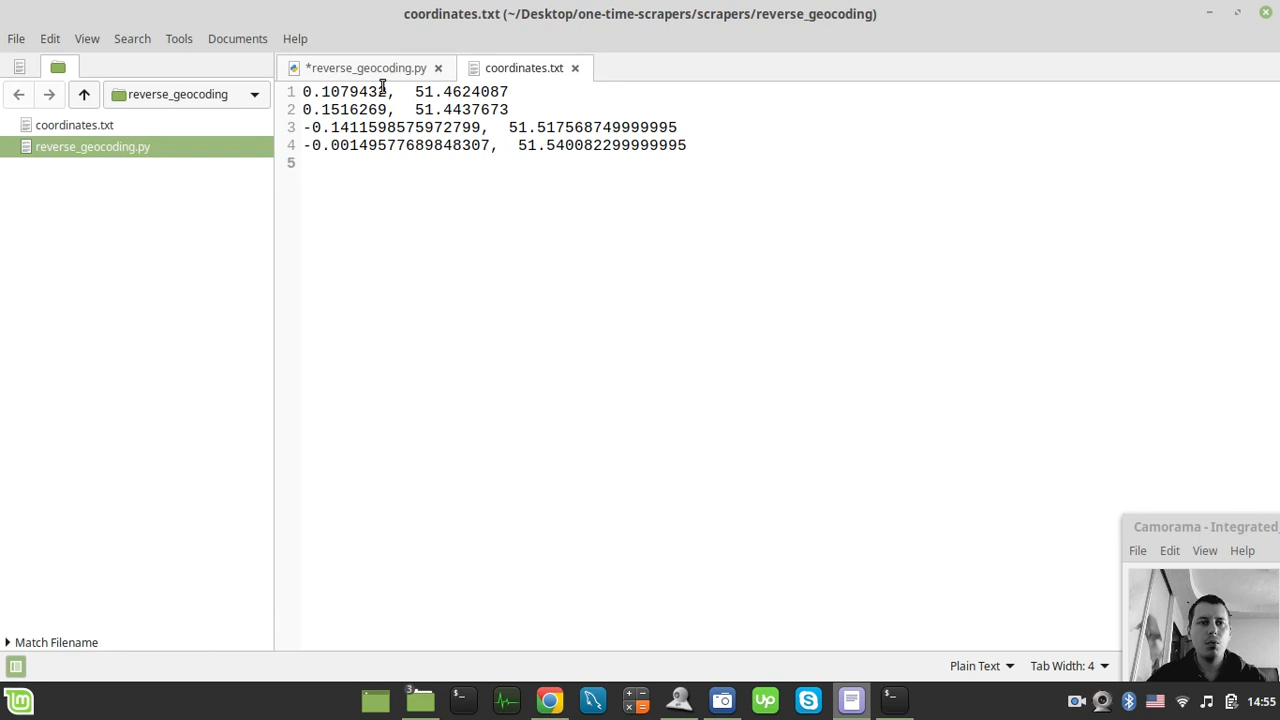 coordinates.txt (~/Desktop/one-time-scrapers/scrapers/reverse_geocoding)
File Edit View Search Tools Documents Help
*reverse_geocoding.py coordinates.txt
reverse_geocoding
coordinates.txt
reverse_geocoding.py
1 0.1079432, 51.4624087
2 0.1516269, 51.4437673
3 -0.1411598575972799, 51.517568749999995
4 -0.00149577689848307, 51.540082299999995
5
Camorama - Integrated
File Edit View Help
Match Filename
Plain Text Tab Width: 4
3
up
14:55